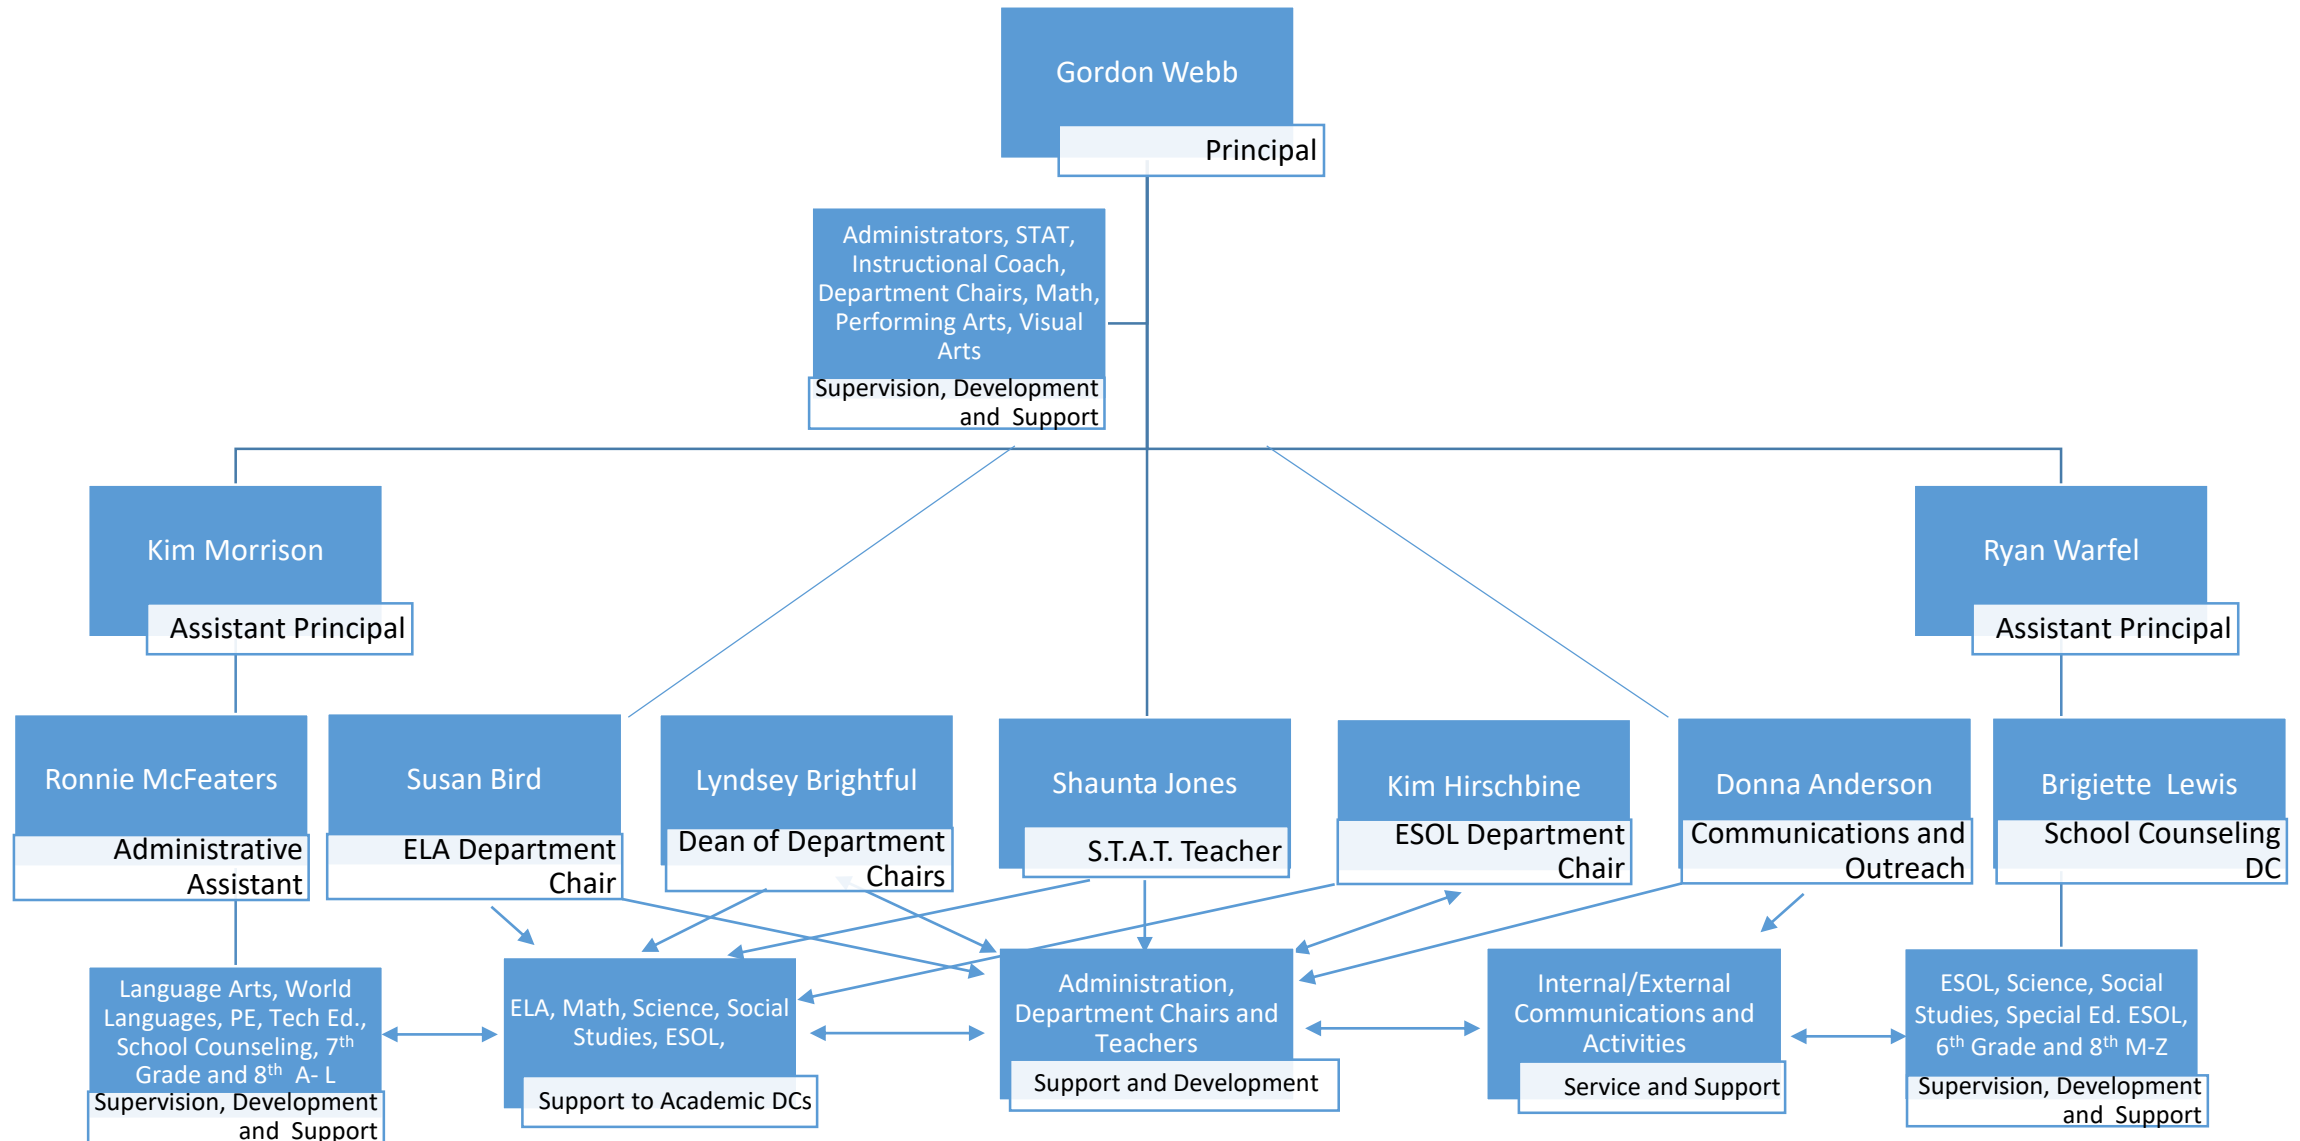 Gordon Webb
Principal
Administrators, STAT,
Instructional Coach,
Department Chairs, Math,
Performing Arts, Visual
Arts
Supervision, Development
and  Support
Kim Morrison
Assistant Principal
Ryan Warfel
Assistant Principal
Ronnie McFeaters
Administrative
Assistant
Susan Bird
ELA Department
Chair
Lyndsey Brightful
Dean of Department
Chairs
Shaunta Jones
S.T.A.T. Teacher
Kim Hirschbine
ESOL Department
Chair
Donna Anderson
Communications and
Outreach
Brigiette  Lewis
School Counseling
DC
Language Arts, World
Languages, PE, Tech Ed.,
School Counseling, 7th
Grade and 8th  A- L
Supervision, Development
and  Support
ELA, Math, Science, Social
Studies, ESOL,
Support to Academic DCs
Administration,
Department Chairs and
Teachers
Support and Development
Internal/External
Communications and
Activities
Service and Support
ESOL, Science, Social
Studies, Special Ed. ESOL,
6th Grade and 8th M-Z
Supervision, Development
and  Support